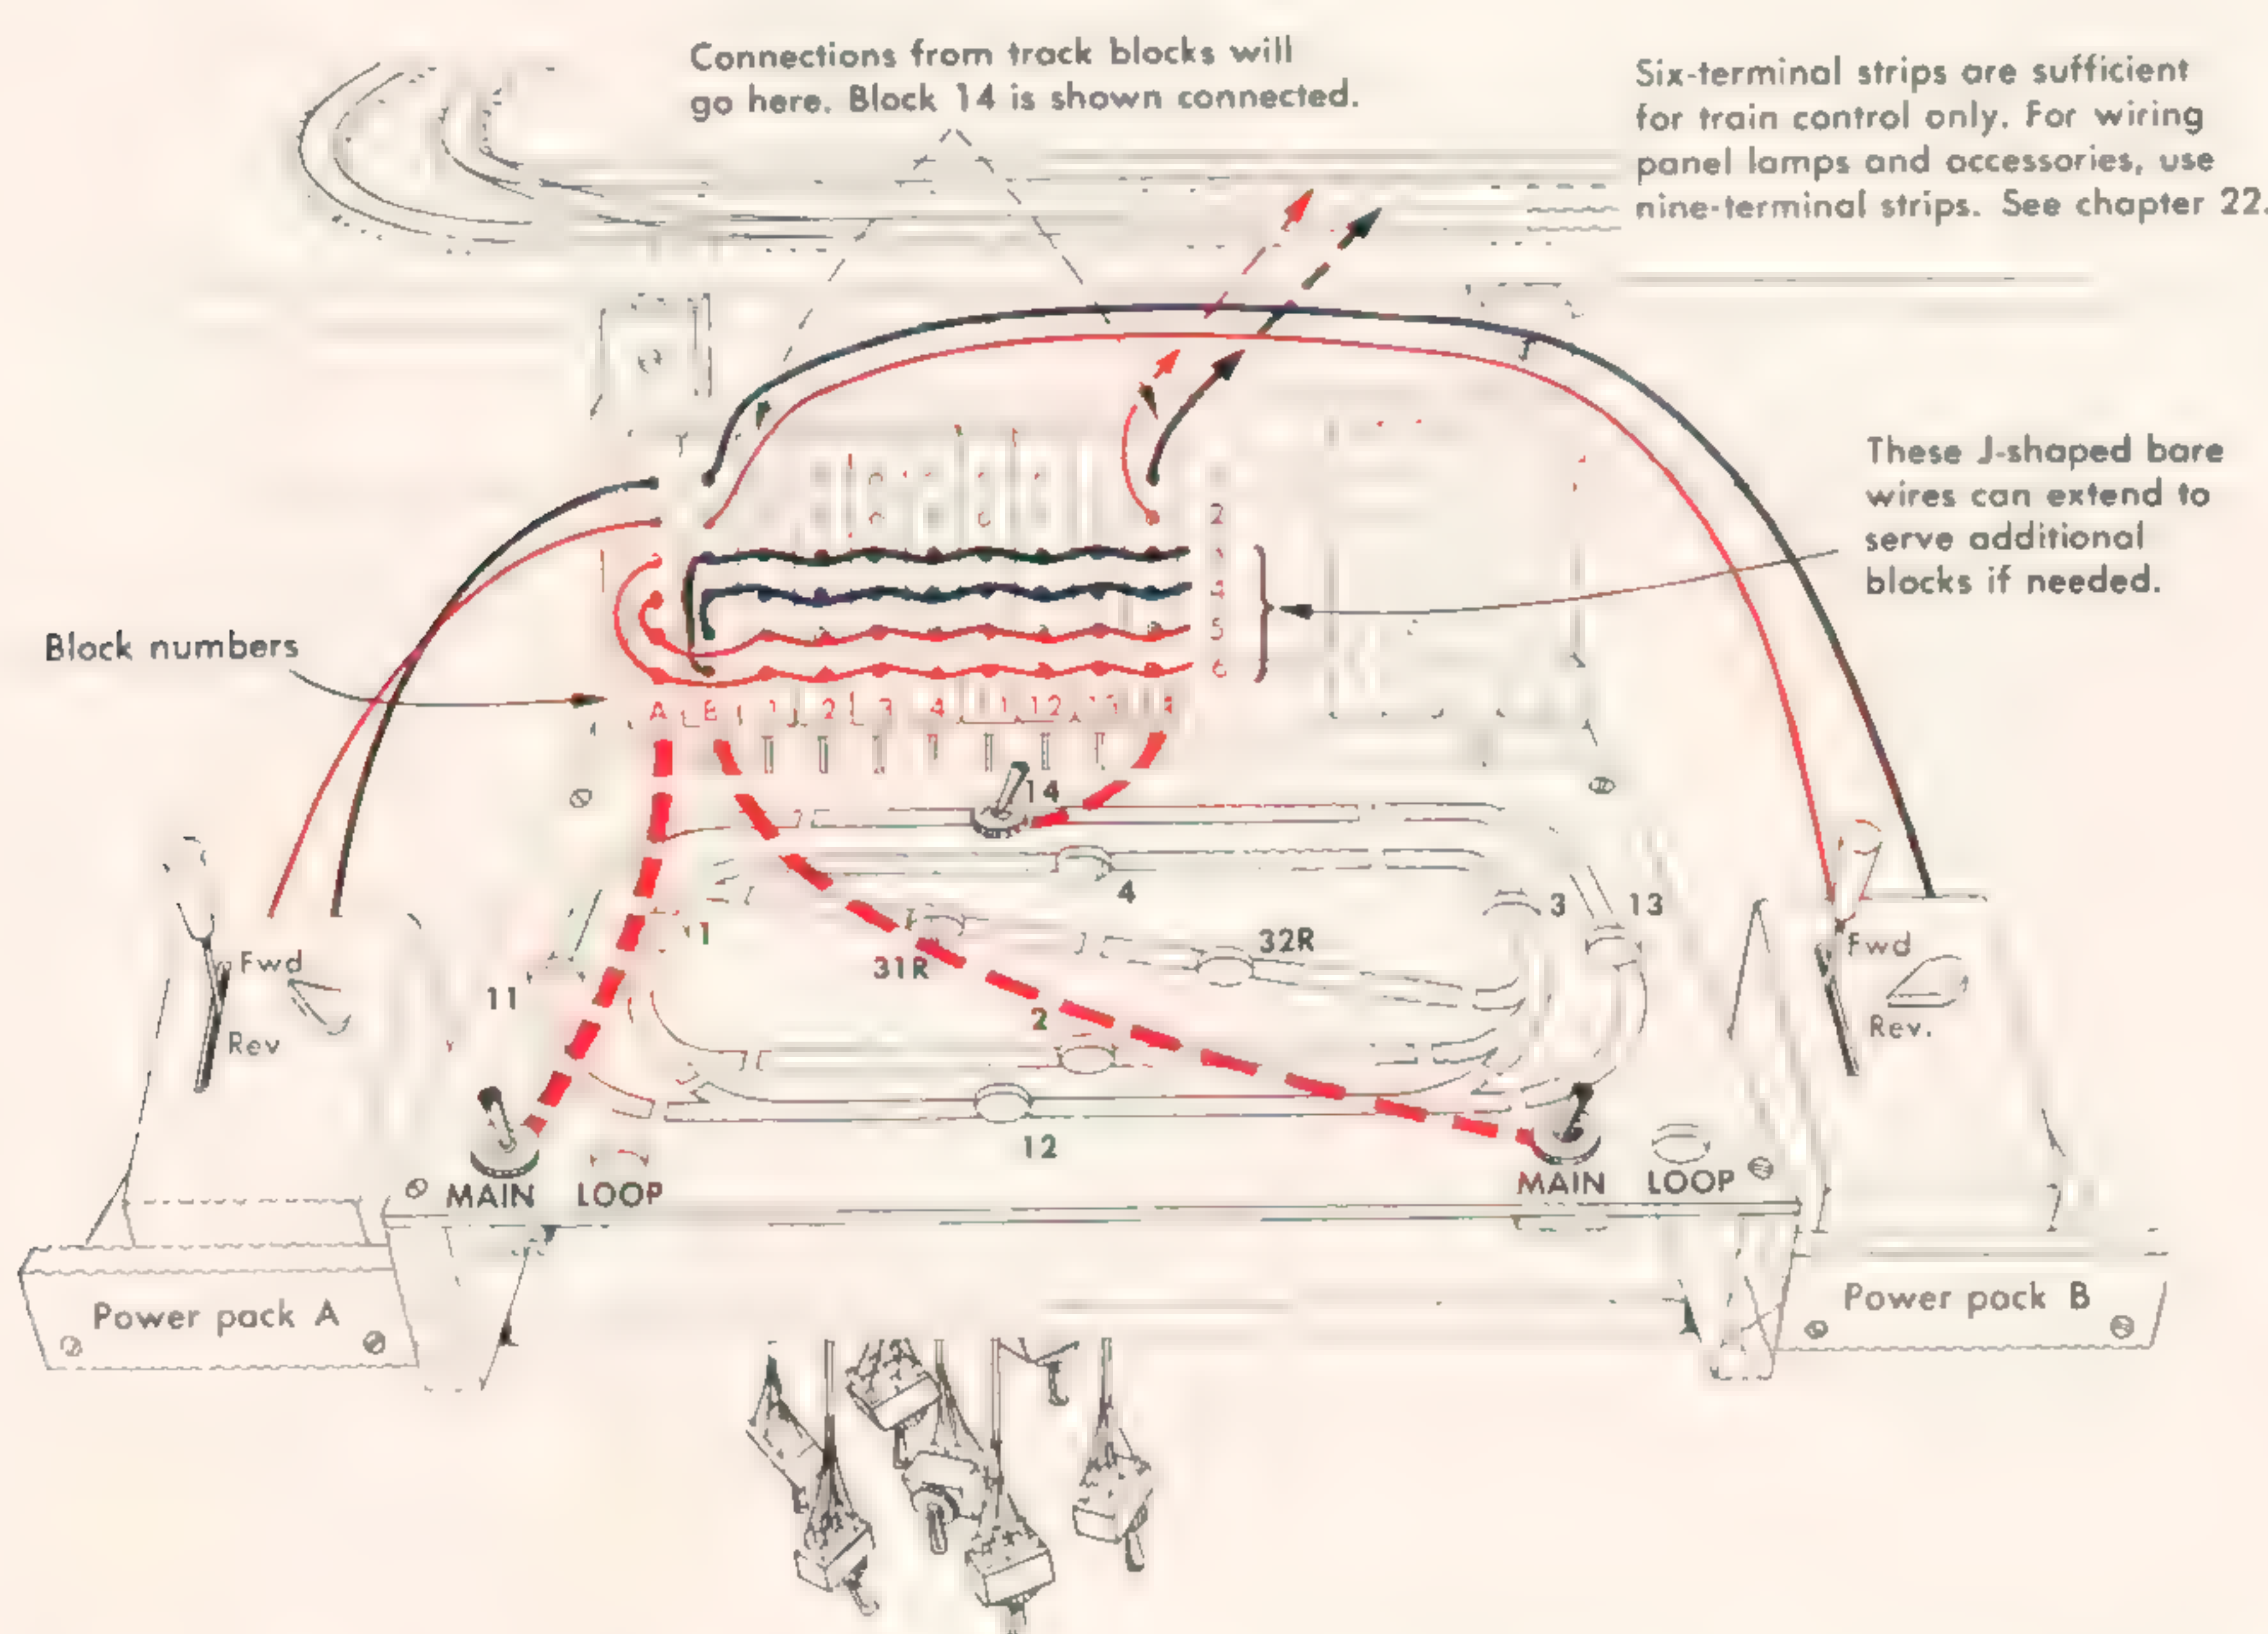 Connections from track blocks will
go here. Block 14 is shown connected.
Six-terminal strips are sufficient
for train control only. For wiring
panel lamps and accessories, use
nine-terminal strips. See chapter 22.
These J-shaped bare
wires can extend to
serve additional
blocks if needed.
2
4
5
6
Block numbers
A B 1 2 3 4 12
14
4
3 13
1
32R
31R
11
2
12
Fwd
Rev
Fwd
Rev.
MAIN LOOP
MAIN LOOP
Power pack A
Power pack B